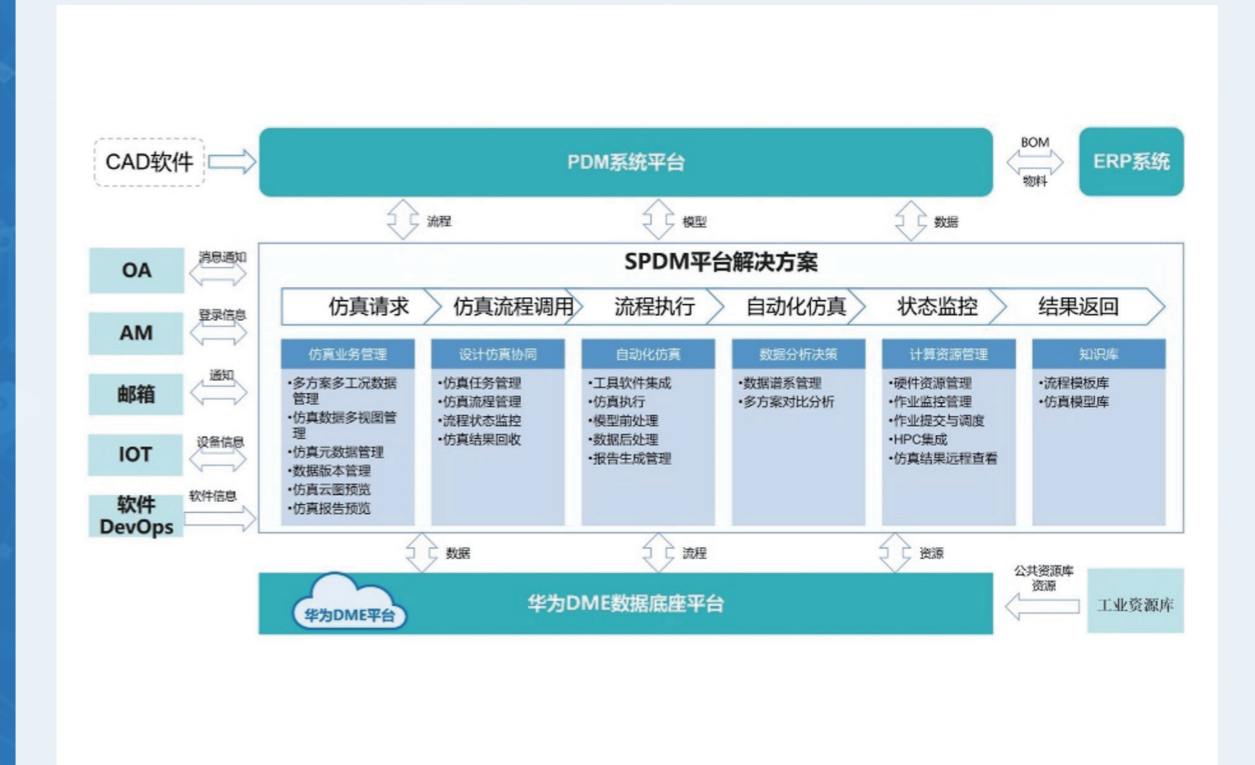 CAD软件
PDM系统平台
BOM
物料
ERP系统
流程
模型
数据
OA
消息通知
AM
登录信息
邮箱
通知
IOT
设备信息
软件
DevOps
软件信息
SPDM平台解决方案
仿真请求
仿真流程调用
流程执行
自动化仿真
状态监控
结果返回
仿真业务管理
•多方案多工况数据
管理
•仿真数据多视图管
理
•仿真元数据管理
•数据版本管理
•仿真云图预览
•仿真报告预览
设计仿真协同
•仿真任务管理
•仿真流程管理
•流程状态监控
•仿真结果回收
自动化仿真
•工具软件集成
•仿真执行
•模型前处理
•数据后处理
•报告生成管理
数据分析决策
•数据谱系管理
•多方案对比分析
计算资源管理
•硬件资源管理
•作业监控管理
•作业提交与调度
•HPC集成
•仿真结果远程查看
知识库
•流程模板库
•仿真模型库
数据
流程
资源
华为DME平台
华为DME数据底座平台
公共资源库
资源
工业资源库